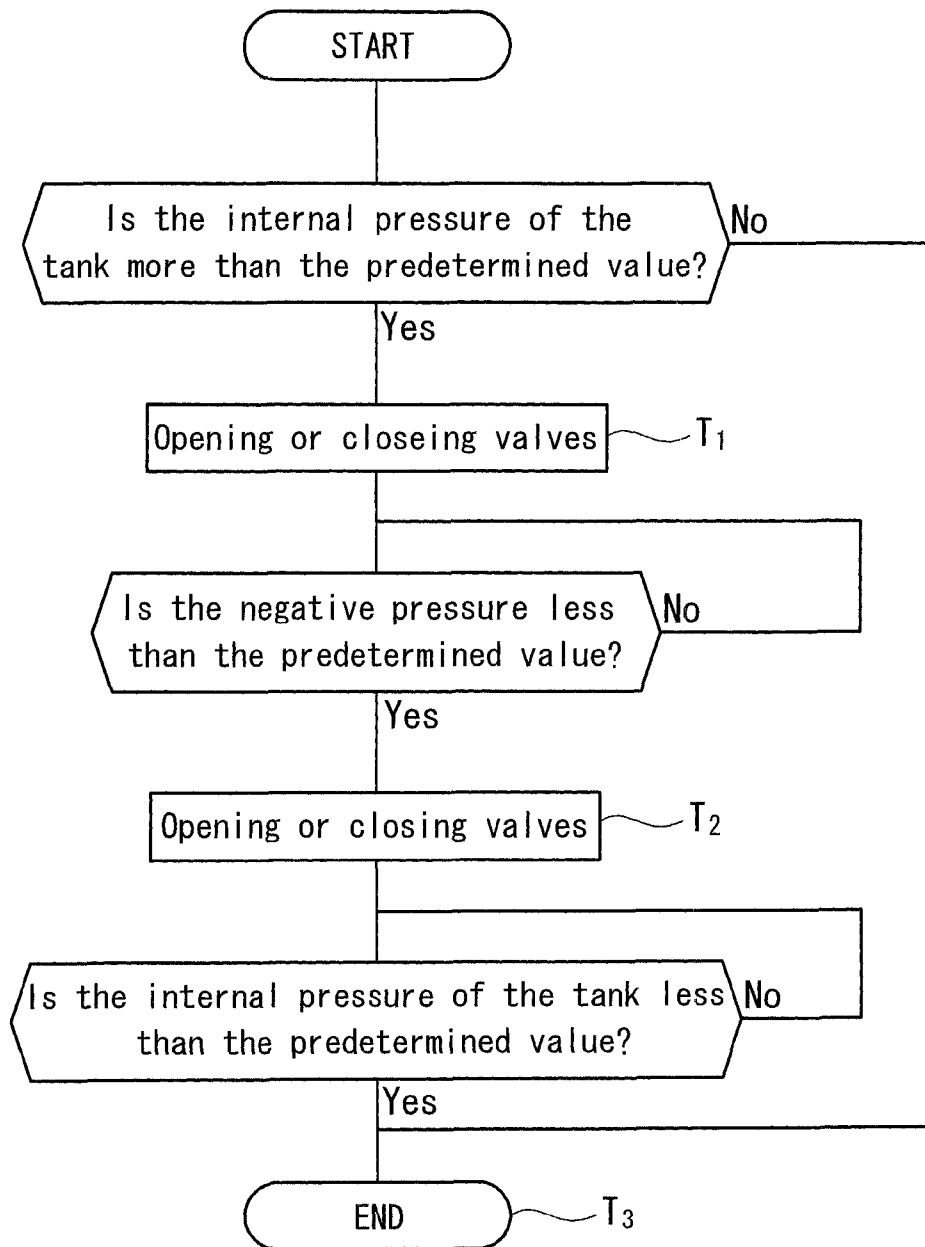 START
Is the internal pressure of the
tank more than the predetermined value?
No
Yes
Opening or closeing valves
T1
Is the negative pressure less
than the predetermined value?
No
Yes
Opening or closing valves
T2
Is the internal pressure of the tank less
than the predetermined value?
No
Yes
END
T3